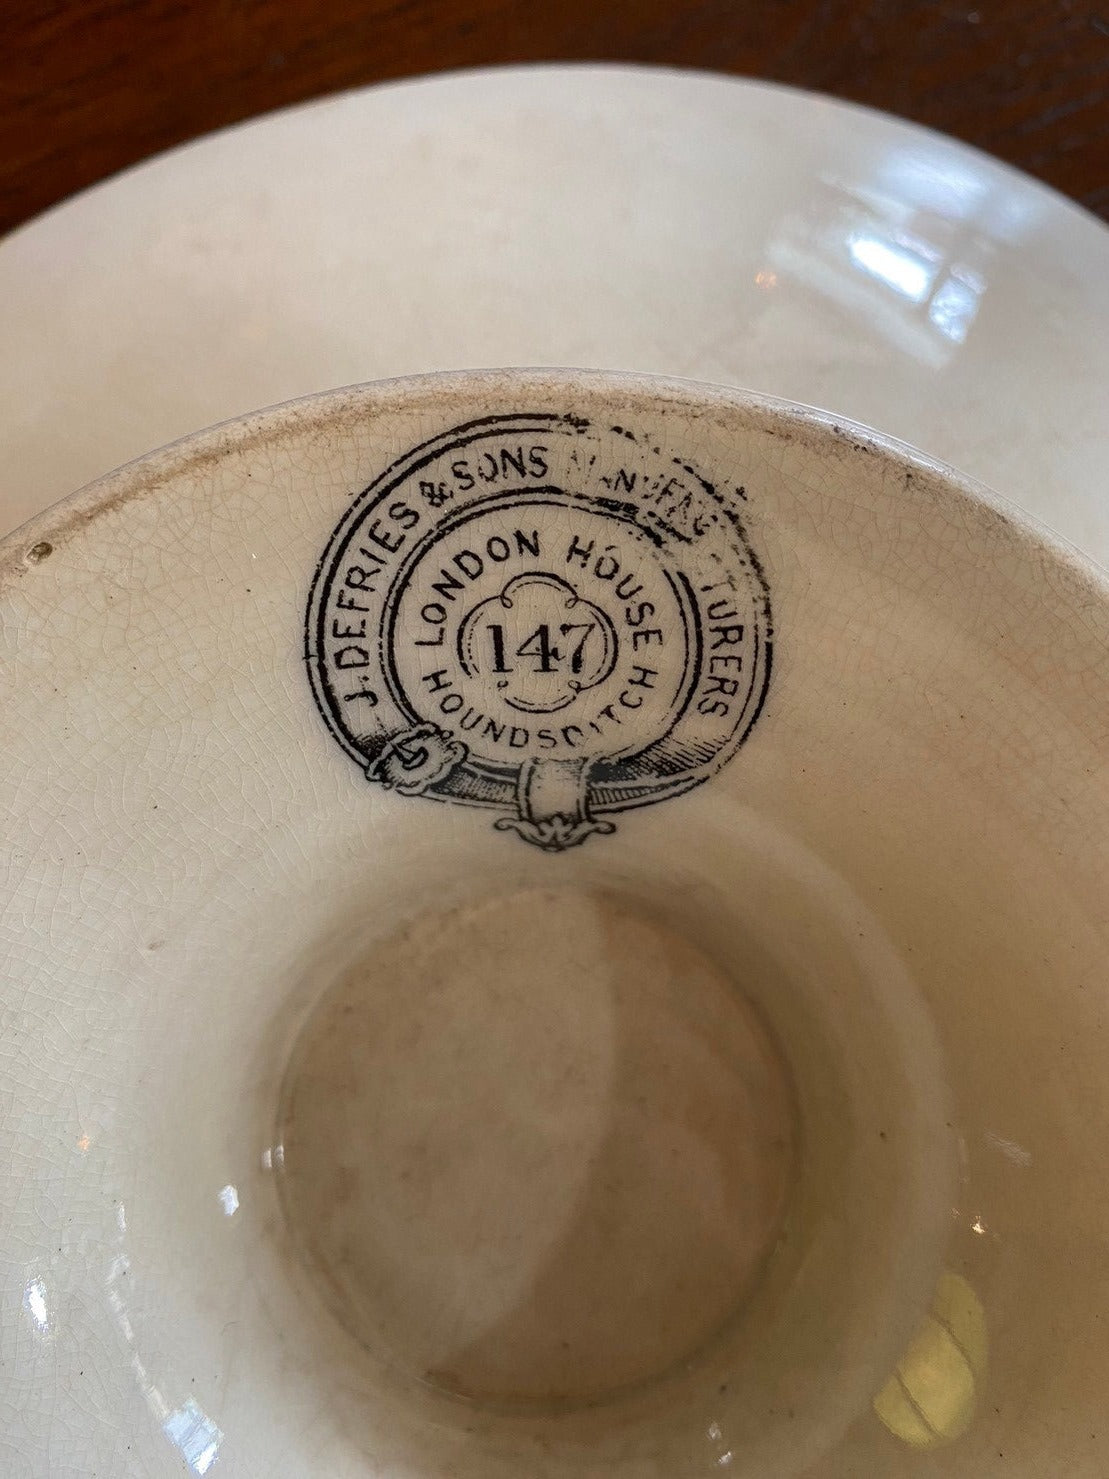 J. DEFRIES & SONS MANUFACTURERS
LONDON HOUSE
147
HOUNDSDITCH